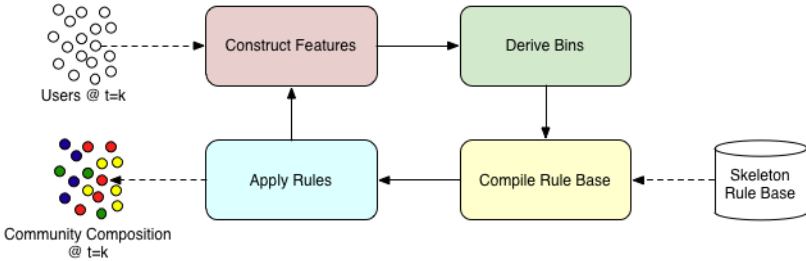 Construct Features
Derive Bins
Users @ t=k
Apply Rules
Compile Rule Base
Skeleton
Rule Base
Community Composition
@ t=k